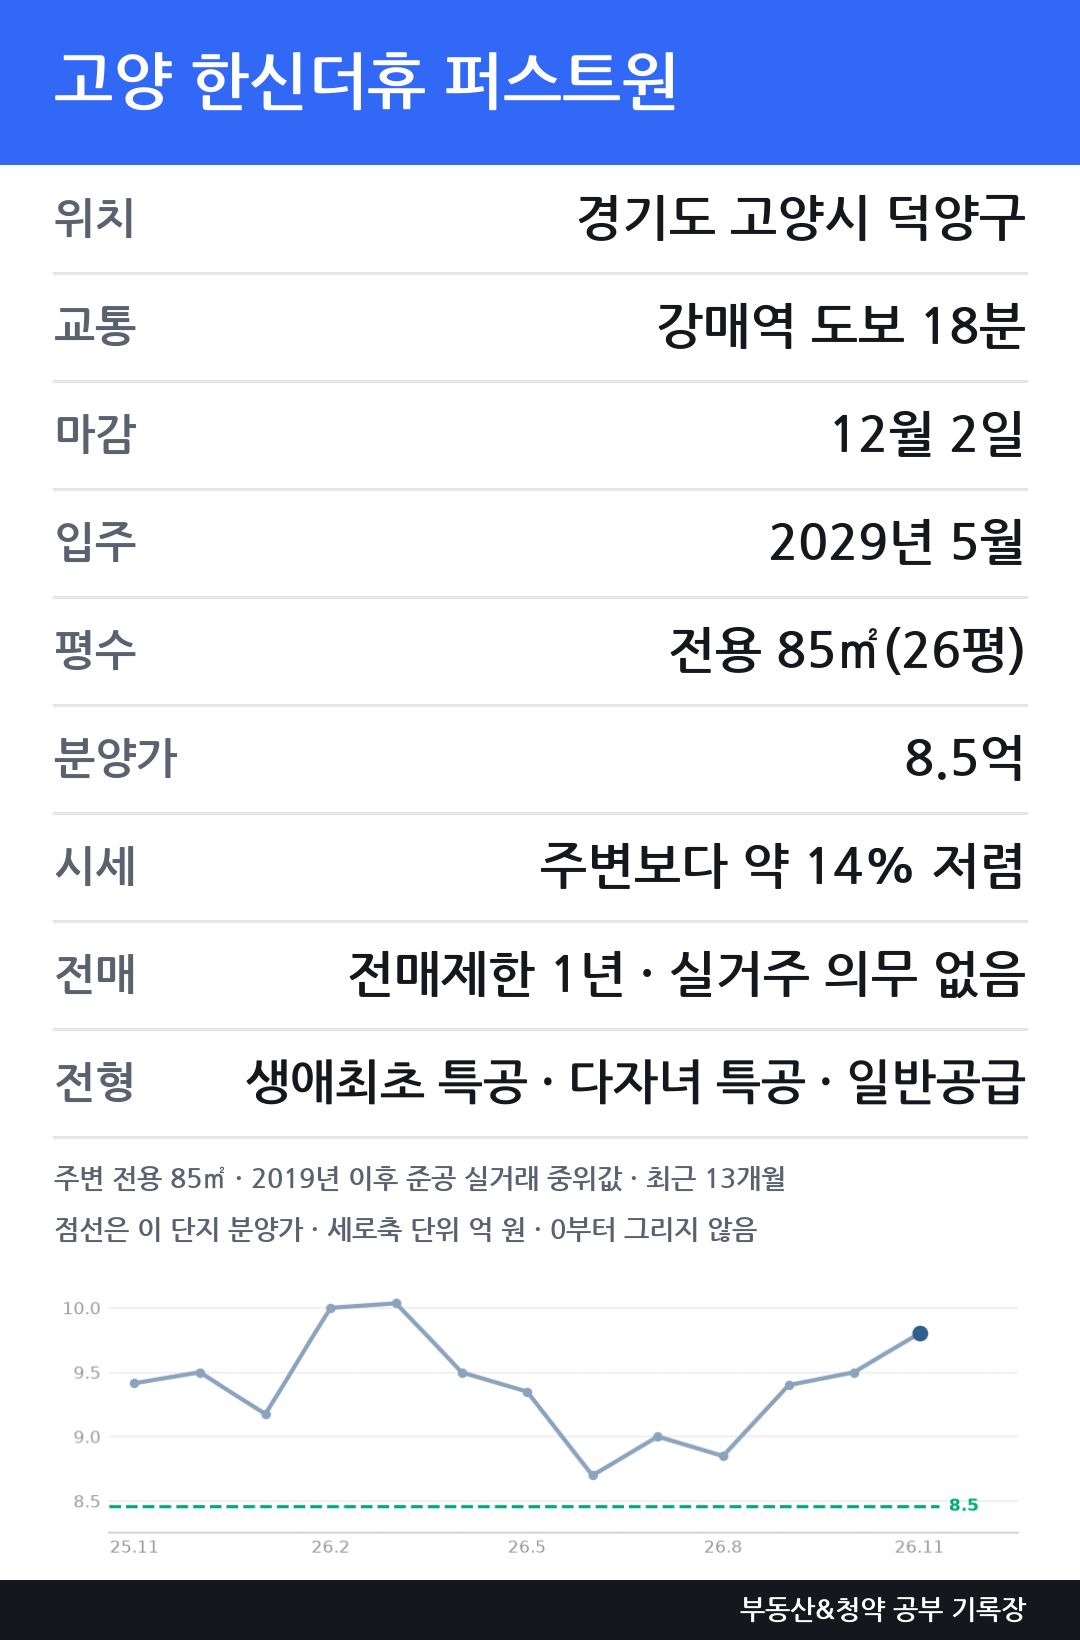 고양 한신더휴 퍼스트원
위치 경기도 고양시 덕양구
교통 강매역 도보 18분
마감 12월 2일
입주 2029년 5월
평수 전용 85㎡(26평)
분양가 8.5억
시세 주변보다 약 14% 저렴
전매 전매제한 1년 · 실거주 의무 없음
전형 생애최초 특공 · 다자녀 특공 · 일반공급
주변 전용 85㎡ · 2019년 이후 준공 실거래 중위값 · 최근 13개월
점선은 이 단지 분양가 · 세로축 단위 억 원 · 0부터 그리지 않음
10.0
9.5
9.0
8.5
8.5
25.11 26.2 26.5 26.8 26.11
부동산&청약 공부 기록장